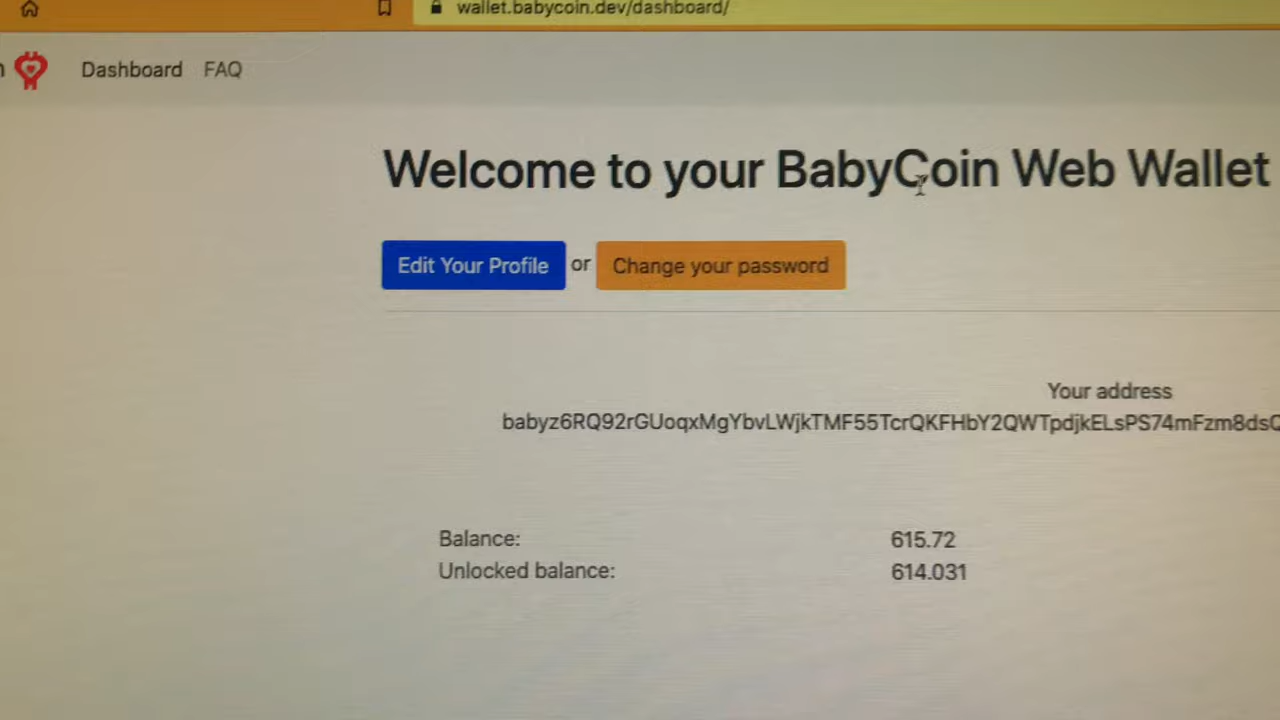 wallet.babycoin.dev/dashboard/
Dashboard FAQ
Welcome to your BabyCoin Web Wallet
Edit Your Profile or Change your password
Your address
babyz6RQ92rGUoqxMgYbvLWjkTMF55TcrQKFHbY2QWTpdjkELsPS74mFzm8ds
Balance: 615.72
Unlocked balance: 614.031